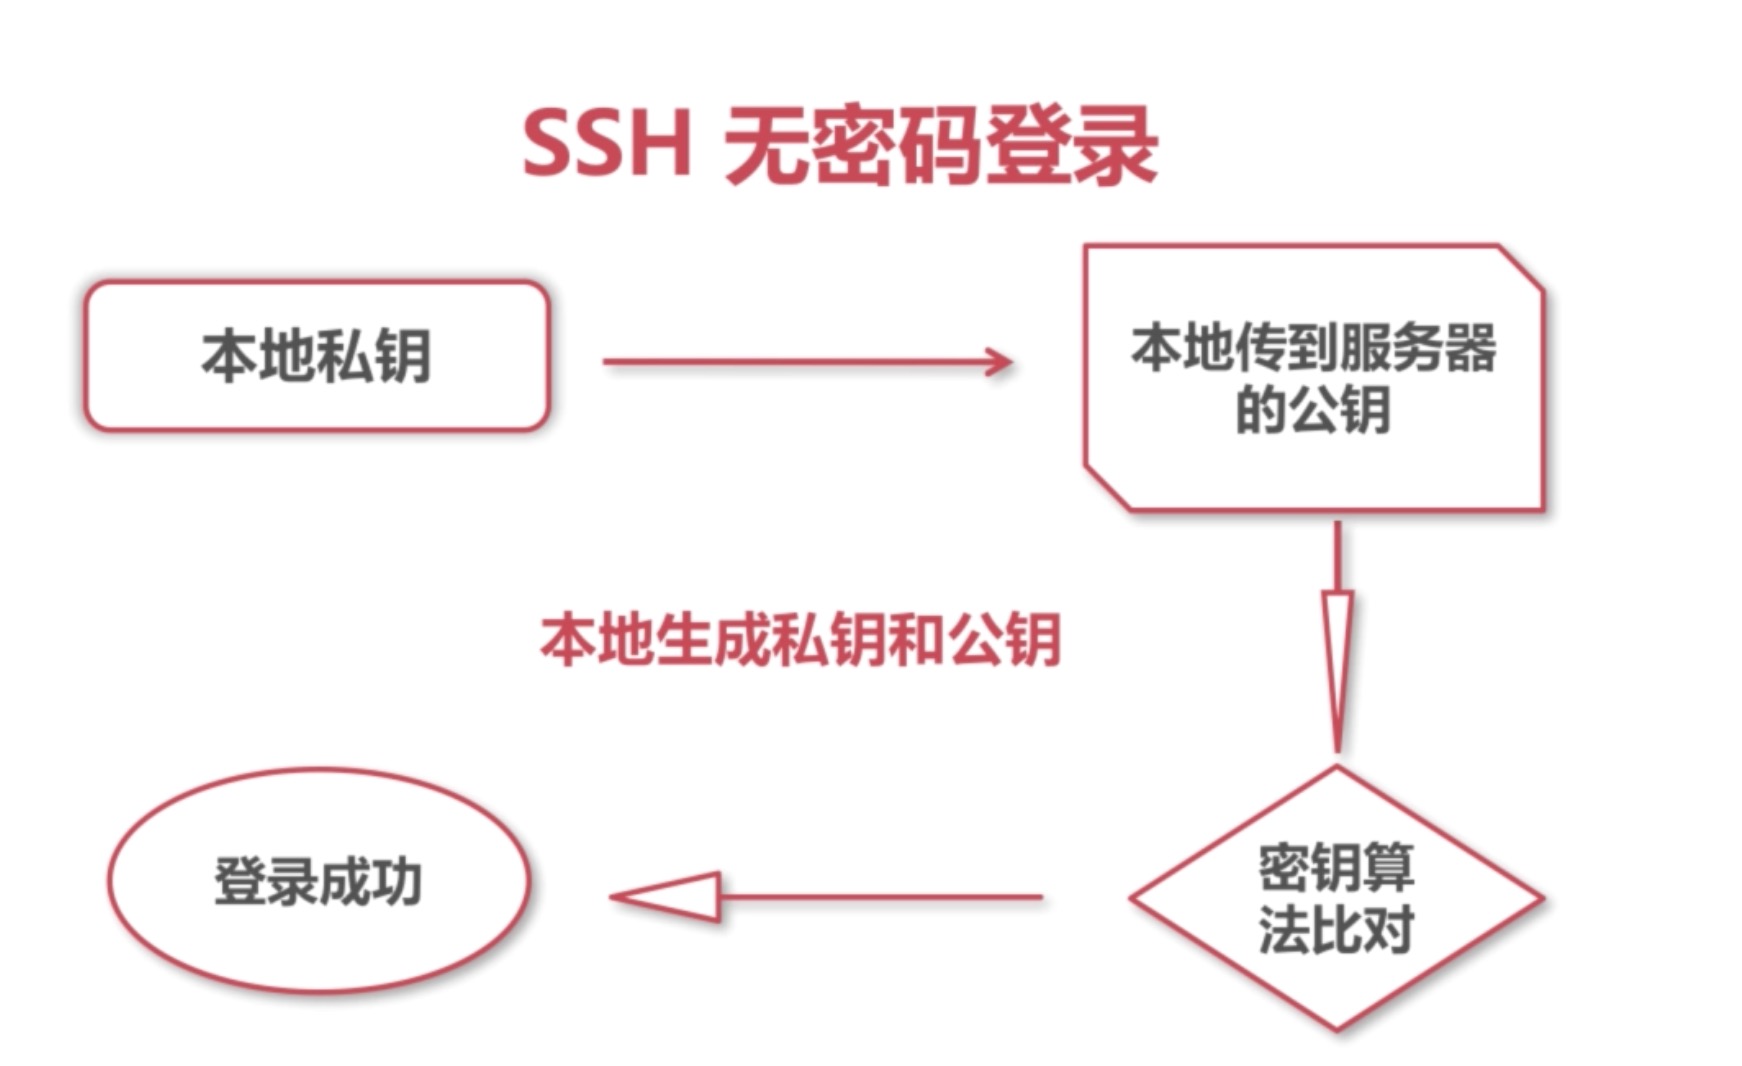 SSH 无密码登录
本地私钥
本地传到服务器
的公钥
本地生成私钥和公钥
登录成功
密钥算
法比对